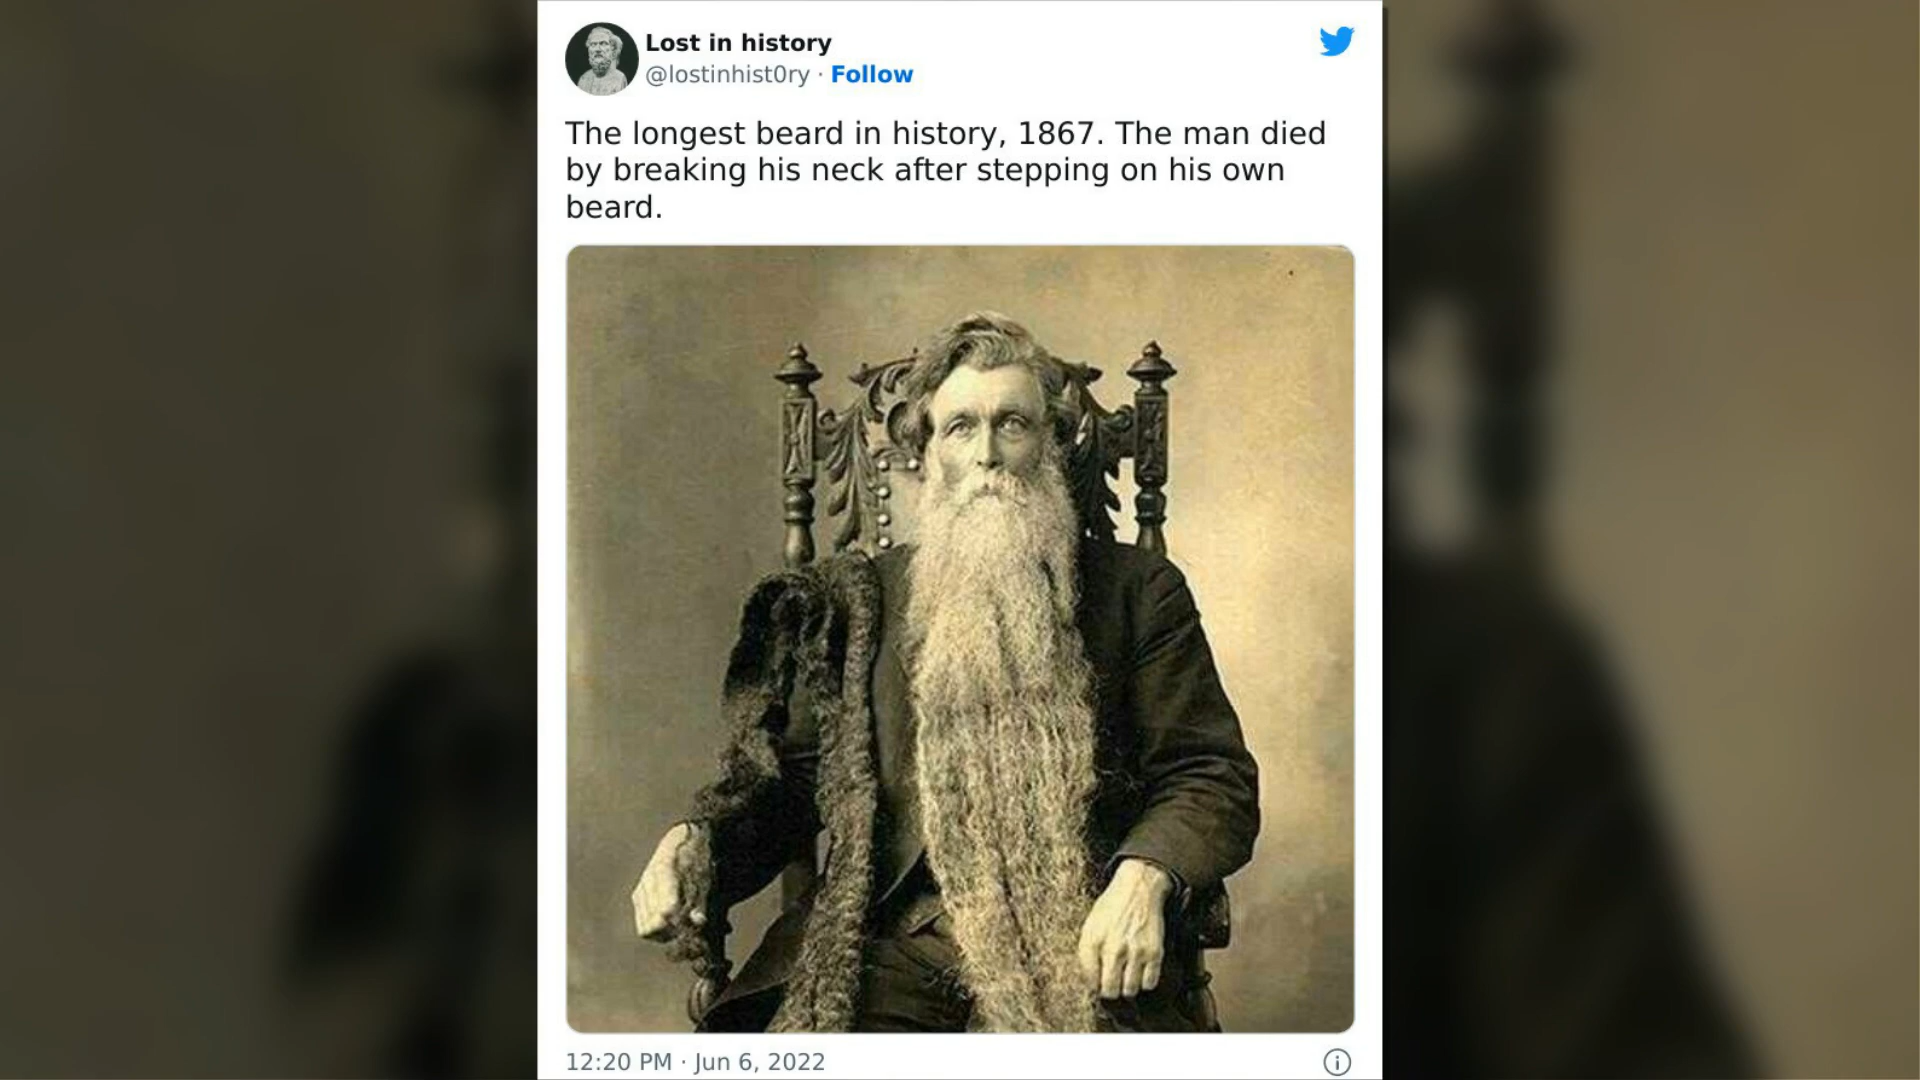 Lost in history
@lostinhist0ry · Follow
The longest beard in history, 1867. The man died
by breaking his neck after stepping on his own
beard.
12:20 PM · Jun 6, 2022